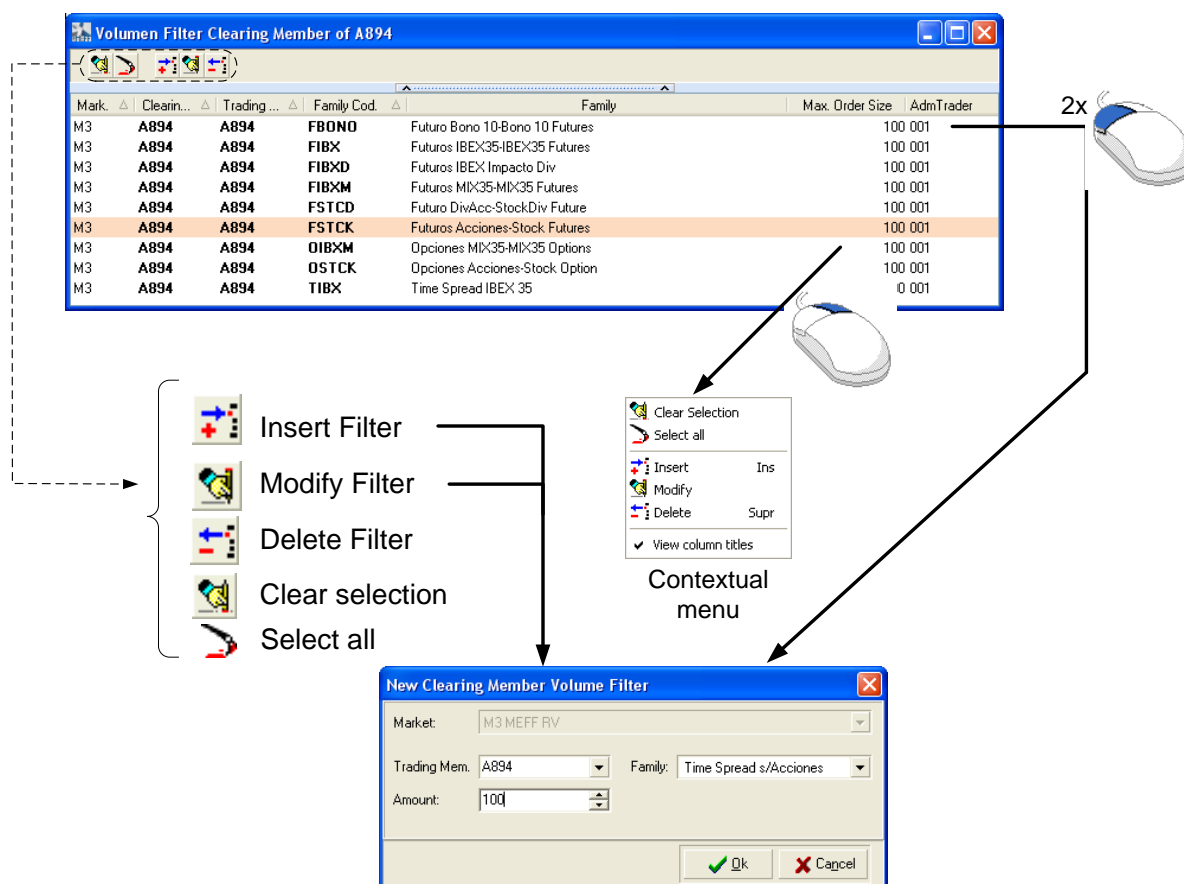 Volumen Filter Clearing Member of A894
Mark. Clearin... Trading ... Family Cod. Family Max. Order Size AdmTrader
M3 A894 A894 FBONO Futuro Bono 10-Bono 10 Futures 100 001
M3 A894 A894 FIBX Futuros IBEX35-IBEX35 Futures 100 001
M3 A894 A894 FIBXD Futuros IBEX Impacto Div 100 001
M3 A894 A894 FIBXM Futuros MIX35-MIX35 Futures 100 001
M3 A894 A894 FSTCD Futuro DivAcc-StockDiv Future 100 001
M3 A894 A894 FSTCK Futuros Acciones-Stock Futures 100 001
M3 A894 A894 OIBXM Opciones MIX35-MIX35 Options 100 001
M3 A894 A894 OSTCK Opciones Acciones-Stock Option 100 001
M3 A894 A894 TIBX Time Spread IBEX 35 0 001
2x
Insert Filter
Modify Filter
Delete Filter
Clear selection
Select all
Clear Selection
Select all
Insert Ins
Modify
Delete Supr
View column titles
Contextual
menu
New Clearing Member Volume Filter
Market: M3 MEFF RV
Trading Mem. A894 Family: Time Spread s/Acciones
Amount: 100
Ok Cancel